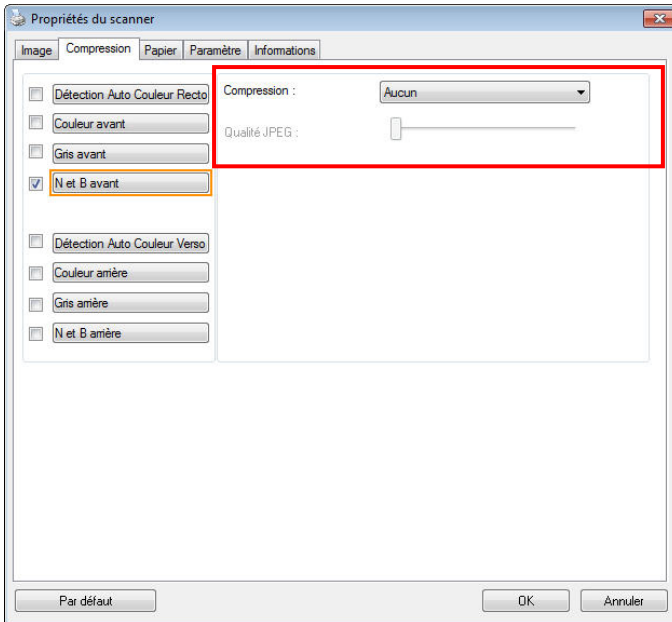 Propriétés du scanner
Image Compression Papier Paramètre Informations
Détection Auto Couleur Recto
Couleur avant
Gris avant
N et B avant
Détection Auto Couleur Verso
Couleur arrière
Gris arrière
N et B arrière
Compression : Aucun
Qualité JPEG :
Par défaut OK Annuler